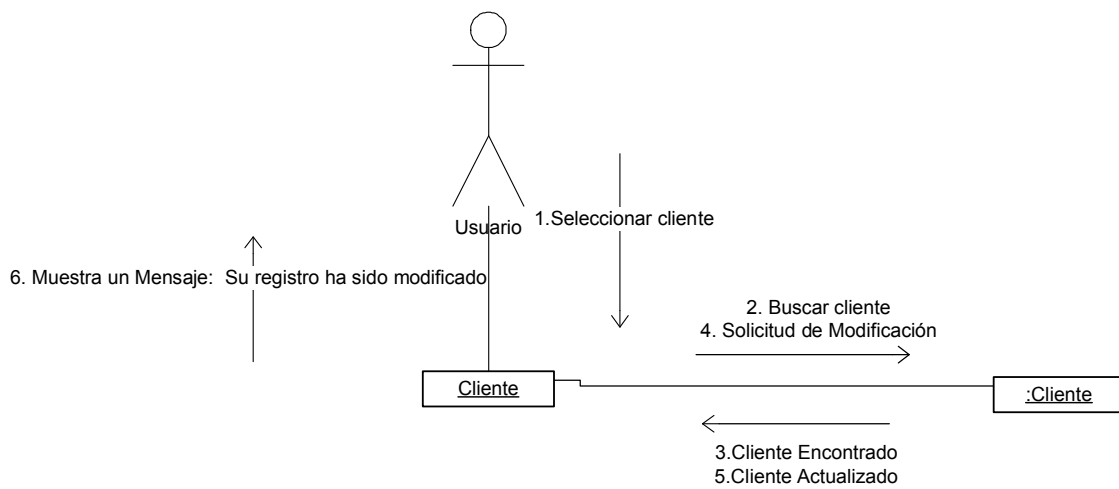 Usuario
1.Seleccionar cliente
6. Muestra un Mensaje: Su registro ha sido modificado
2. Buscar cliente
4. Solicitud de Modificación
Cliente
:Cliente
3.Cliente Encontrado
5.Cliente Actualizado